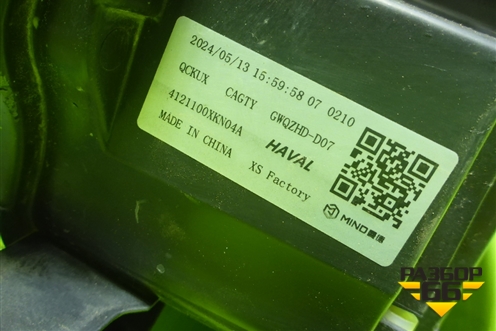 2024/05/13 15:59:58 07 0210
QCKUX CAGTY GWQZHD-D07
4121100XKN04A HAVAL
MADE IN CHINA XS Factory
MIND
РАЗБОР
66